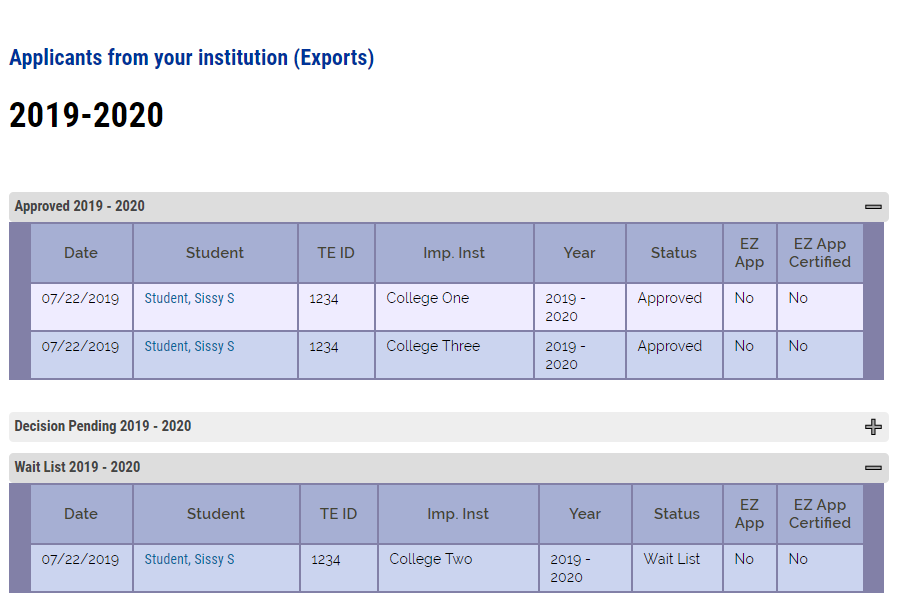 Applicants from your institution (Exports)
2019-2020
Approved 2019 - 2020
Date Student TE ID Imp. Inst Year Status EZ App EZ App Certified
07/22/2019 Student, Sissy S 1234 College One 2019 - 2020 Approved No No
07/22/2019 Student, Sissy S 1234 College Three 2019 - 2020 Approved No No
Decision Pending 2019 - 2020
Wait List 2019 - 2020
Date Student TE ID Imp. Inst Year Status EZ App EZ App Certified
07/22/2019 Student, Sissy S 1234 College Two 2019 - 2020 Wait List No No